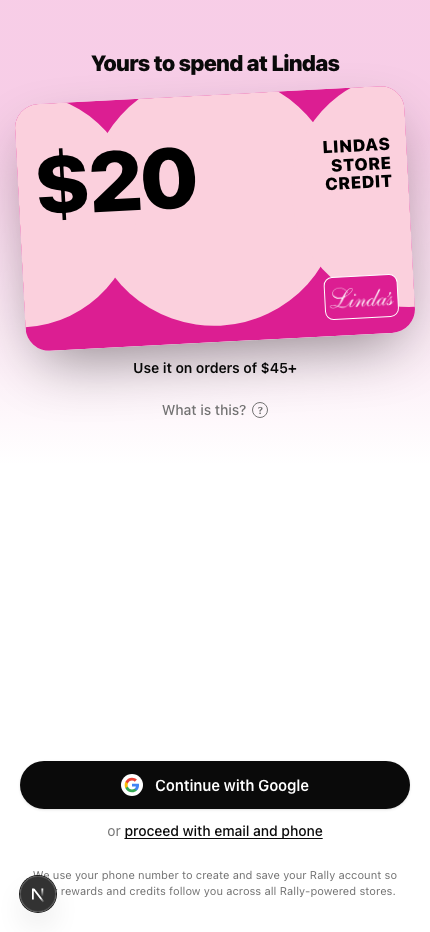 Yours to spend at Lindas
$20
LINDAS
STORE
CREDIT
Linda's
Use it on orders of $45+
What is this? ?
Continue with Google
or proceed with email and phone
We use your phone number to create and save your Rally account so
rewards and credits follow you across all Rally-powered stores.
N